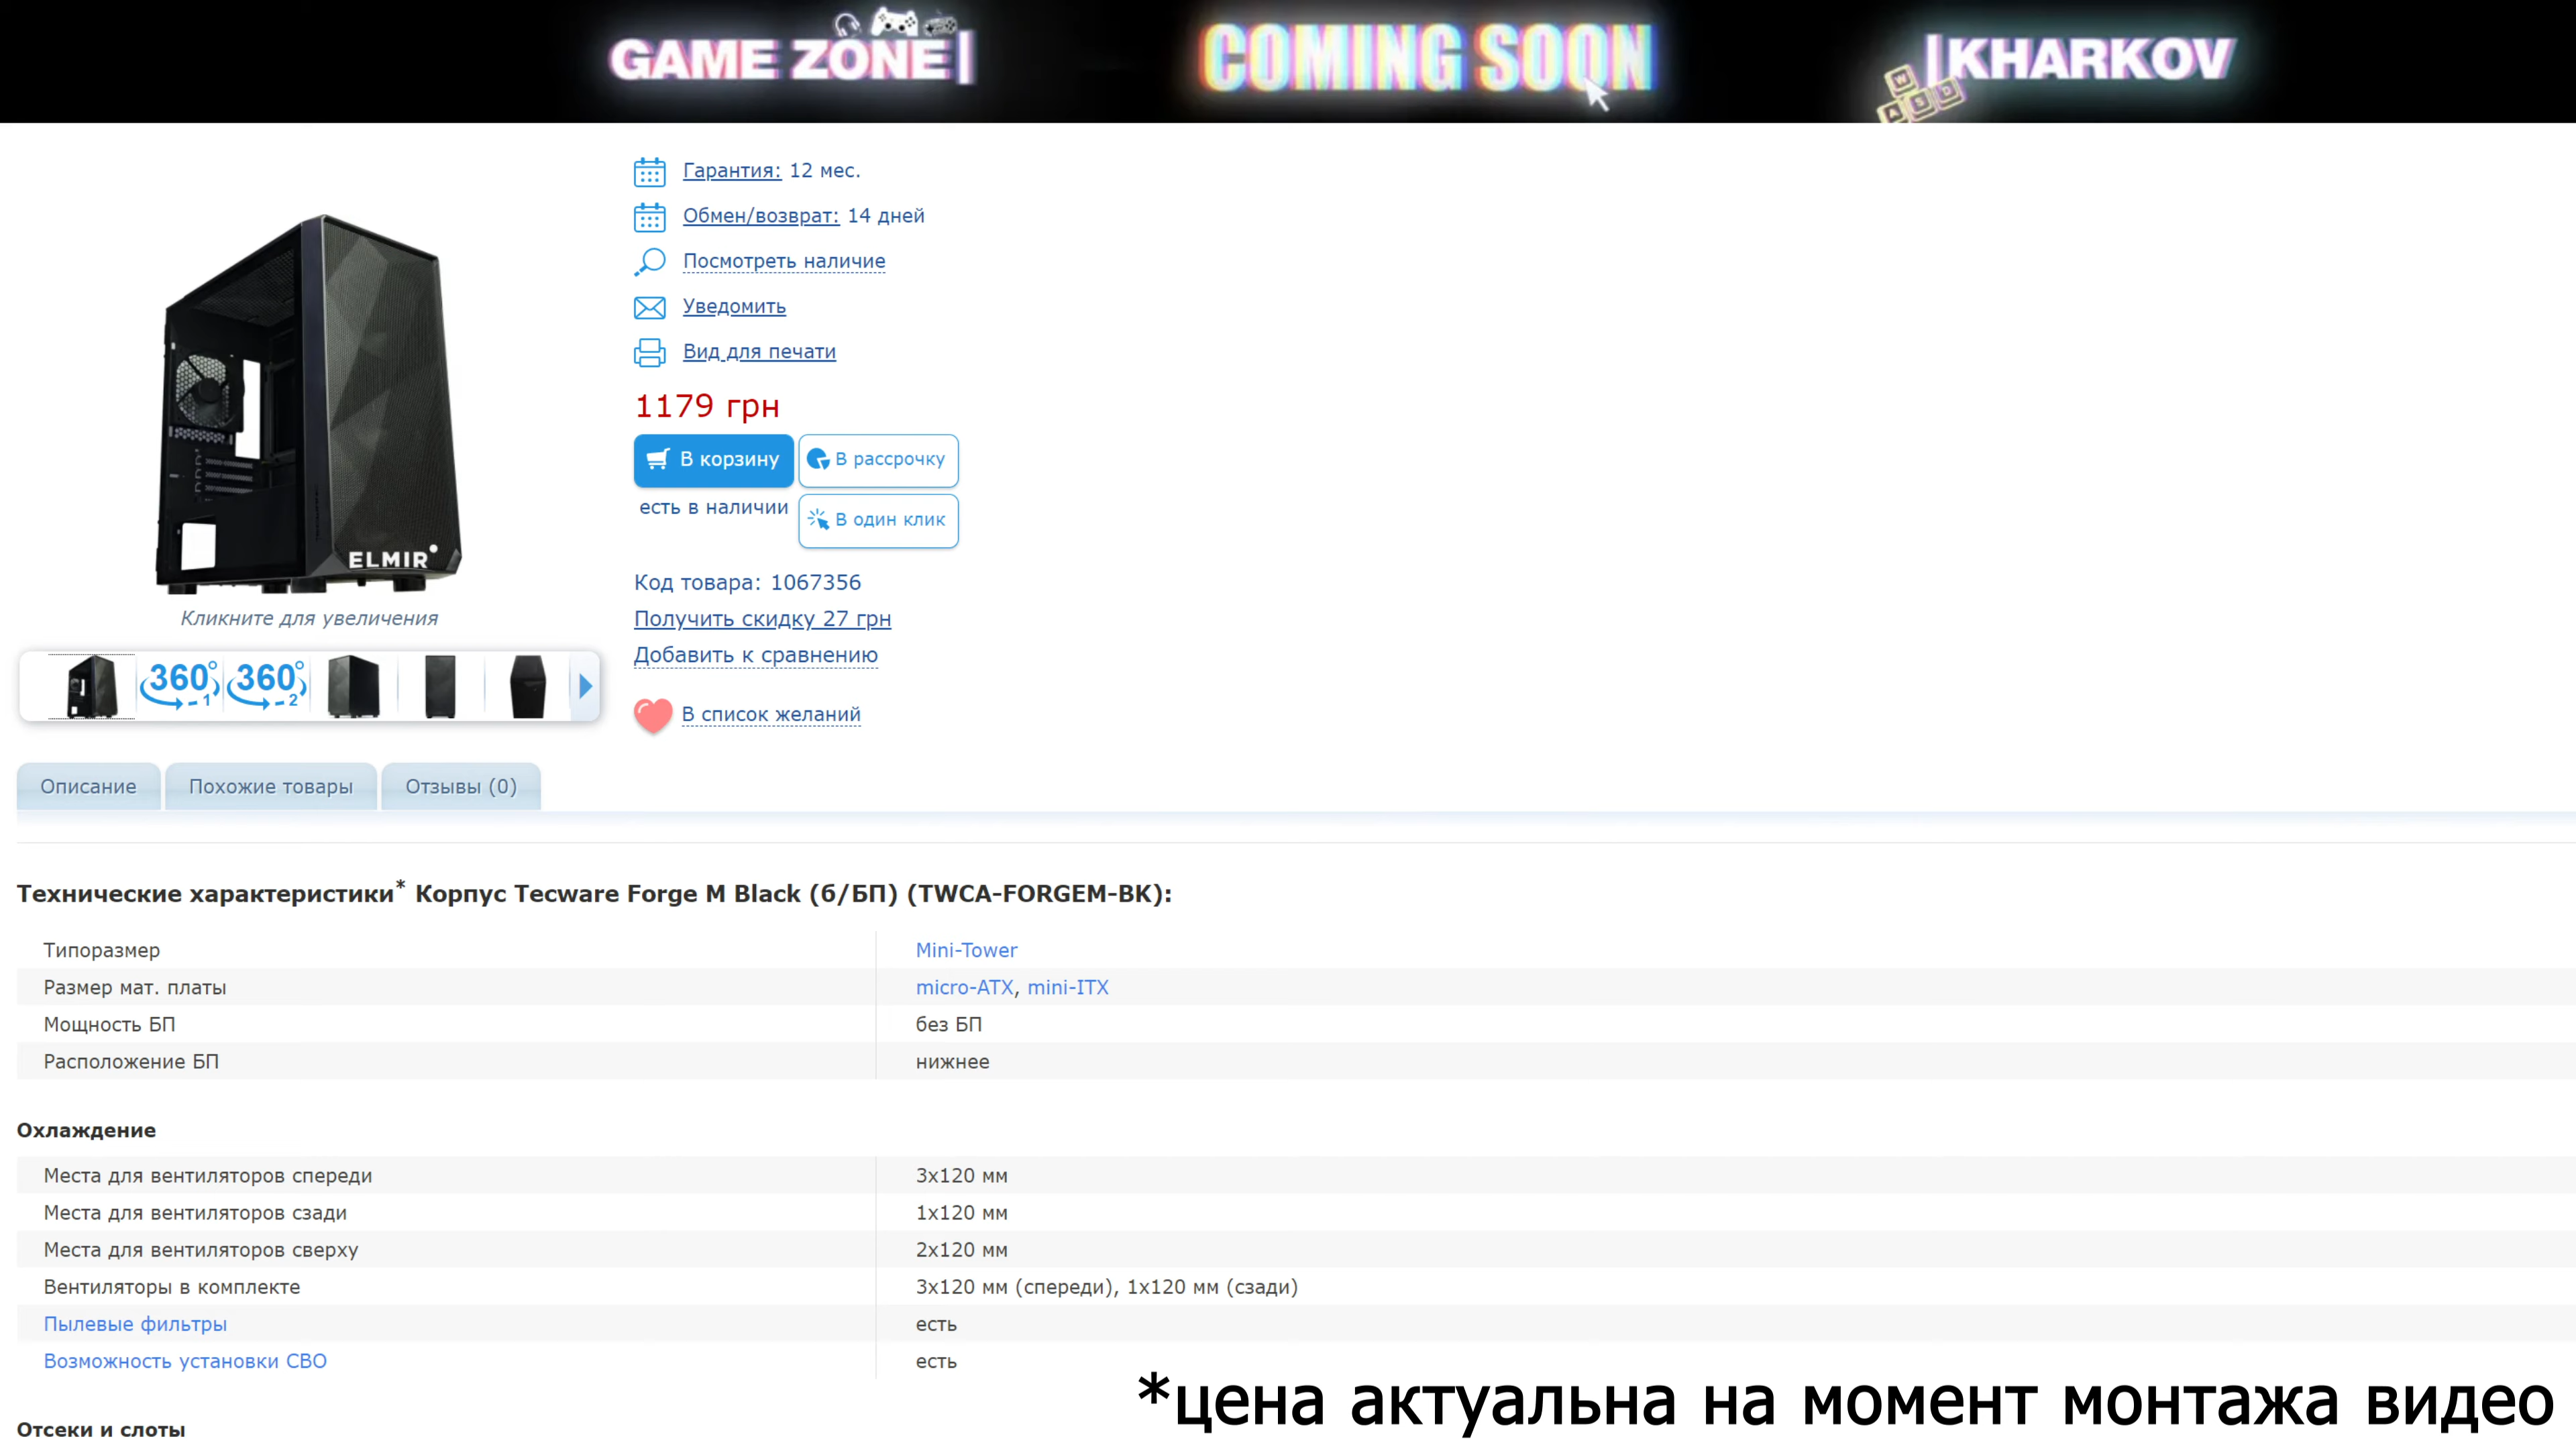 GAME ZONE|
COMING SOON
|KHARKOV
W
A S D
Гарантия: 12 мес.
Обмен/возврат: 14 дней
Посмотреть наличие
Уведомить
Вид для печати
1179 грн
В корзину
В рассрочку
есть в наличии
В один клик
Код товара: 1067356
Получить скидку 27 грн
Добавить к сравнению
В список желаний
ELMIR
Кликните для увеличения
360° -1
360° -2
Описание
Похожие товары
Отзывы (0)
Технические характеристики* Корпус Tecware Forge M Black (б/БП) (TWCA-FORGEM-BK):
Типоразмер Mini-Tower
Размер мат. платы micro-ATX, mini-ITX
Мощность БП без БП
Расположение БП нижнее
Охлаждение
Места для вентиляторов спереди 3x120 мм
Места для вентиляторов сзади 1x120 мм
Места для вентиляторов сверху 2x120 мм
Вентиляторы в комплекте 3x120 мм (спереди), 1x120 мм (сзади)
Пылевые фильтры есть
Возможность установки СВО есть
*цена актуальна на момент монтажа видео
Отсеки и слоты